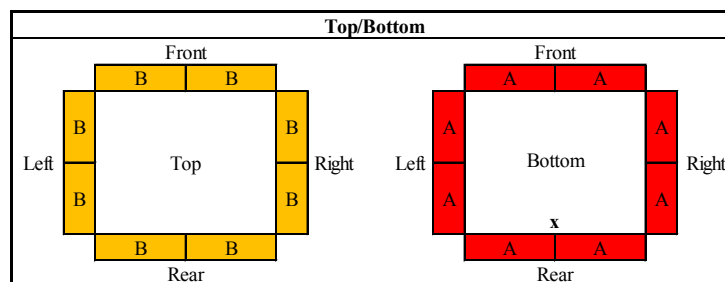 Top/Bottom
Front Front
B B A A
B B A A
Left Top Right Left Bottom Right
B B A A
x
B B A A
Rear Rear